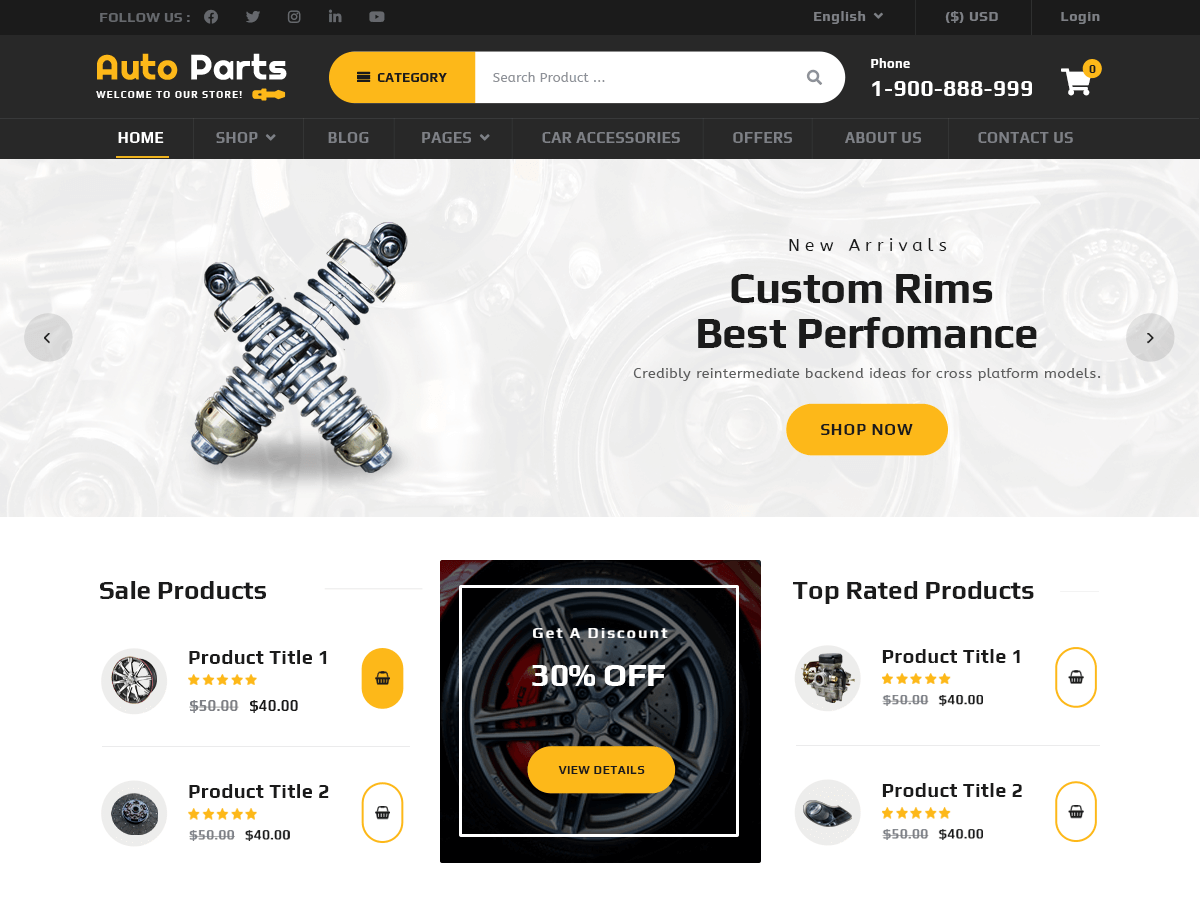 FOLLOW US :
English
($) USD
Login
Auto Parts
WELCOME TO OUR STORE!
CATEGORY
Search Product ...
Phone
1-900-888-999
0
HOME
SHOP
BLOG
PAGES
CAR ACCESSORIES
OFFERS
ABOUT US
CONTACT US
New Arrivals
Custom Rims
Best Perfomance
Credibly reintermediate backend ideas for cross platform models.
SHOP NOW
Sale Products
Product Title 1
$50.00 $40.00
Product Title 2
$50.00 $40.00
Get A Discount
30% OFF
VIEW DETAILS
Top Rated Products
Product Title 1
$50.00 $40.00
Product Title 2
$50.00 $40.00